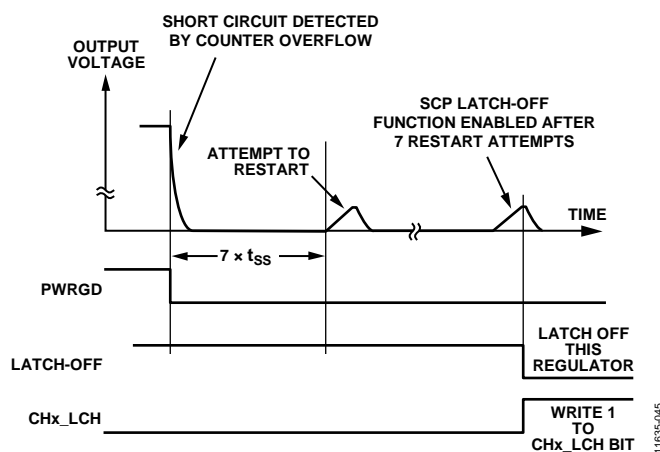 SHORT CIRCUIT DETECTED
BY COUNTER OVERFLOW
OUTPUT
VOLTAGE
SCP LATCH-OFF
FUNCTION ENABLED AFTER
7 RESTART ATTEMPTS
ATTEMPT TO
RESTART
TIME
7 × tSS
PWRGD
LATCH-OFF
LATCH OFF
THIS
REGULATOR
CHx_LCH
WRITE 1
TO
CHx_LCH BIT
11635-045